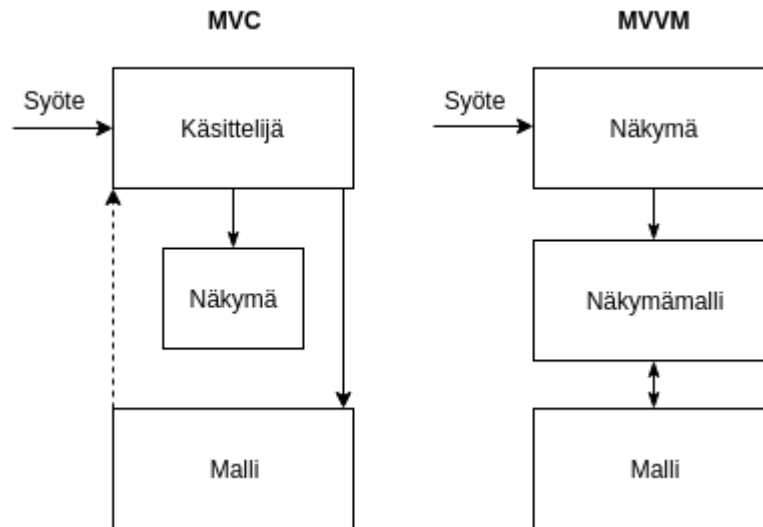 MVC
Syöte
Käsittelijä
Näkymä
Malli
MVVM
Syöte
Näkymä
Näkymämalli
Malli